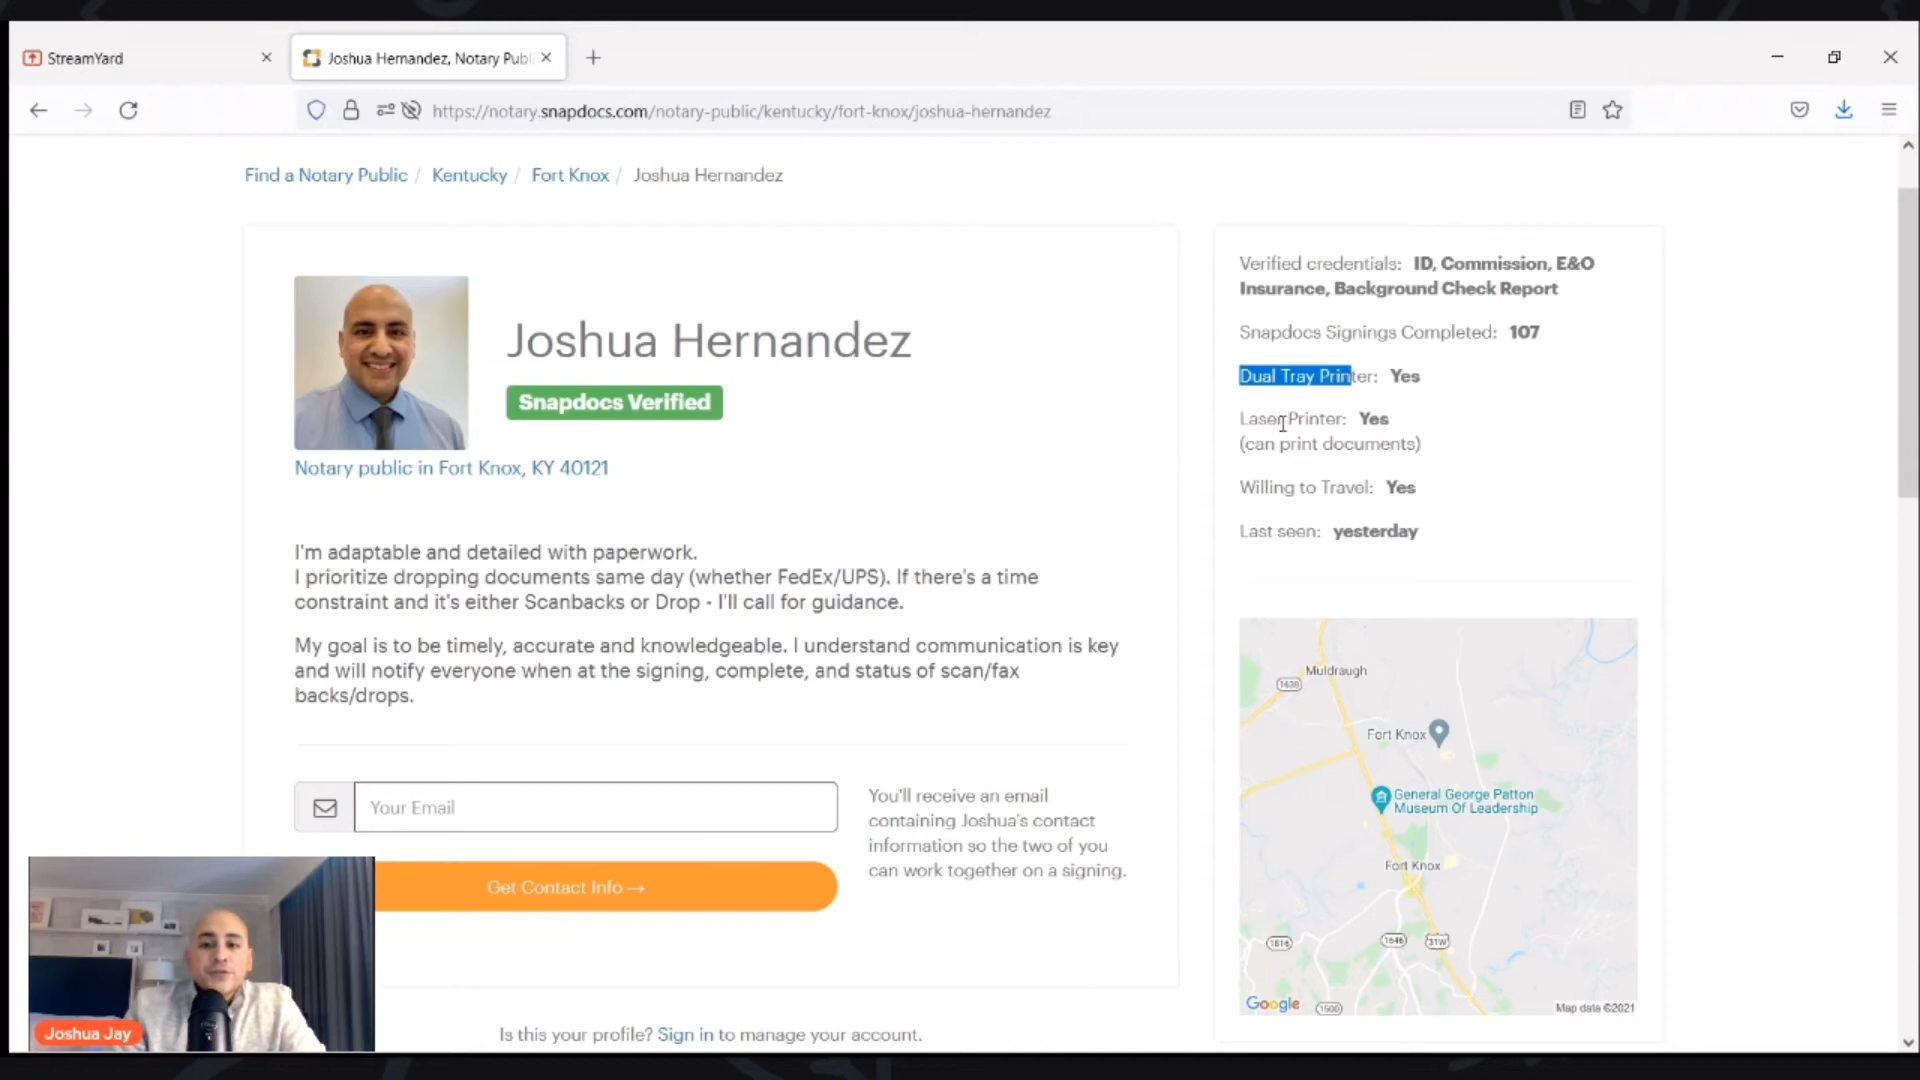 StreamYard
Joshua Hernandez, Notary Publi
https://notary.snapdocs.com/notary-public/kentucky/fort-knox/joshua-hernandez
Find a Notary Public / Kentucky / Fort Knox / Joshua Hernandez
Joshua Hernandez
Snapdocs Verified
Notary public in Fort Knox, KY 40121
I'm adaptable and detailed with paperwork.
I prioritize dropping documents same day (whether FedEx/UPS). If there's a time
constraint and it's either Scanbacks or Drop - I'll call for guidance.
My goal is to be timely, accurate and knowledgeable. I understand communication is key
and will notify everyone when at the signing, complete, and status of scan/fax
backs/drops.
Your Email
Get Contact Info →
You'll receive an email
containing Joshua's contact
information so the two of you
can work together on a signing.
Is this your profile? Sign in to manage your account.
Verified credentials: ID, Commission, E&O
Insurance, Background Check Report
Snapdocs Signings Completed: 107
Dual Tray Printer: Yes
Laser Printer: Yes
(can print documents)
Willing to Travel: Yes
Last seen: yesterday
Muldraugh
1638
Fort Knox
General George Patton
Museum Of Leadership
Fort Knox
1816
1646
31W
Google
1500
Map data ©2021
Joshua Jay